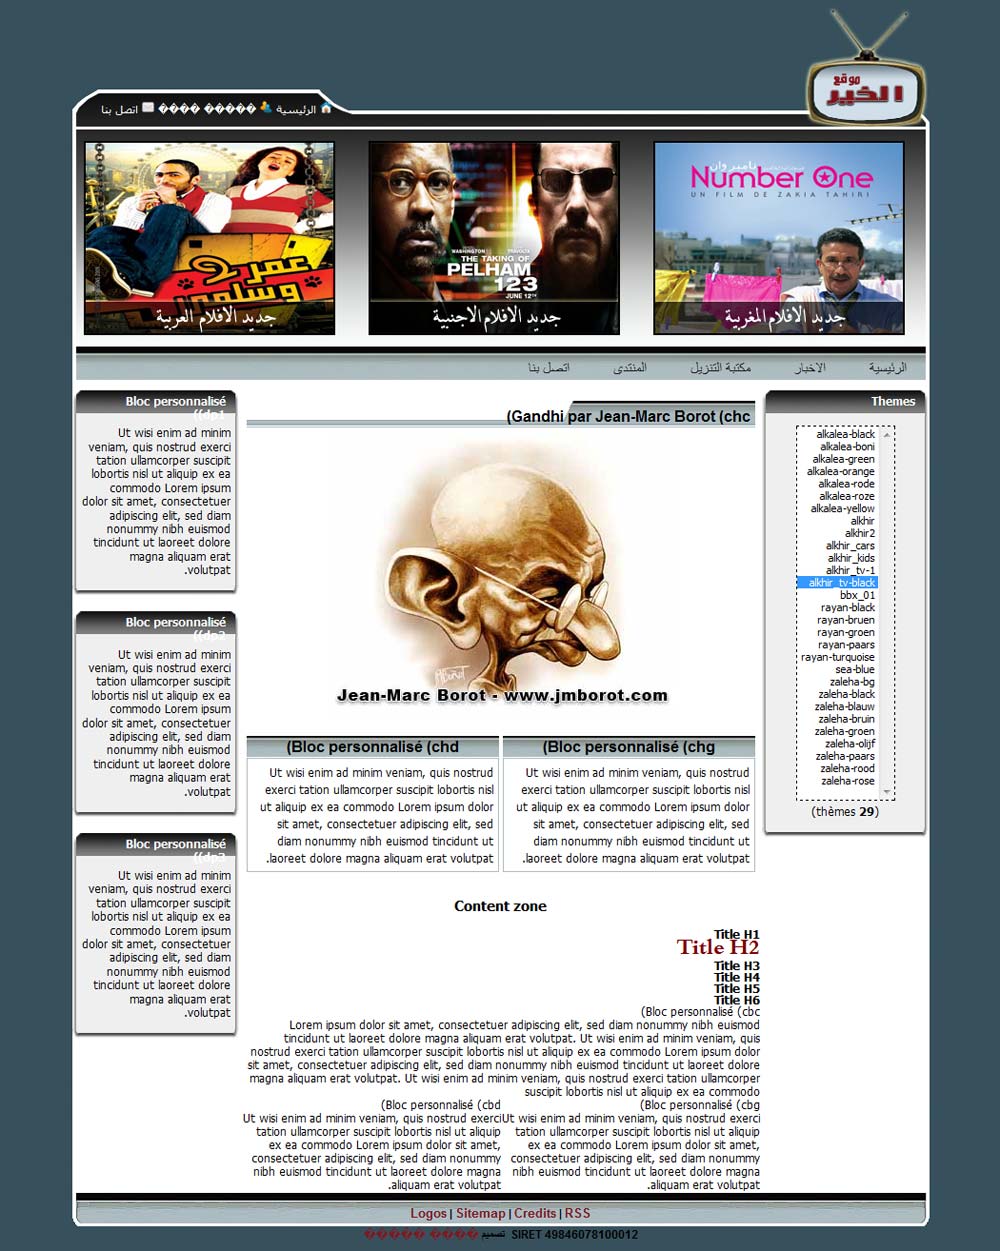 موقع
الخير
الرئيسية ����� ���� اتصل بنا
عمر و
وسلمى
جديد الافلام العربية
WASHINGTON TRAVOLTA
THE TAKING OF
PELHAM
123
JUNE 12TH
جديد الافلام الاجنبية
Number One
UN FILM DE ZAKIA TAHIRI
جديد الافلام المغربية
الرئيسية الاخبار مكتبة التنزيل المنتدى اتصل بنا
Themes
alkalea-black
alkalea-boni
alkalea-green
alkalea-orange
alkalea-rode
alkalea-roze
alkalea-yellow
alkhir
alkhir2
alkhir_cars
alkhir_kids
alkhir_tv-1
alkhir_tv-black
bbx_01
rayan-black
rayan-bruen
rayan-groen
rayan-paars
rayan-turquoise
sea-blue
zaleha-bg
zaleha-black
zaleha-blauw
zaleha-bruin
zaleha-groen
zaleha-olijf
zaleha-paars
zaleha-rood
zaleha-rose
(thèmes 29)
(Gandhi par Jean-Marc Borot (chc
Jean-Marc Borot - www.jmborot.com
(Bloc personnalisé (chg
Ut wisi enim ad minim veniam, quis nostrud
exerci tation ullamcorper suscipit lobortis nisl
ut aliquip ex ea commodo Lorem ipsum dolor
sit amet, consectetuer adipiscing elit, sed
diam nonummy nibh euismod tincidunt ut
.laoreet dolore magna aliquam erat volutpat
(Bloc personnalisé (chd
Ut wisi enim ad minim veniam, quis nostrud
exerci tation ullamcorper suscipit lobortis nisl
ut aliquip ex ea commodo Lorem ipsum dolor
sit amet, consectetuer adipiscing elit, sed
diam nonummy nibh euismod tincidunt ut
.laoreet dolore magna aliquam erat volutpat
Content zone
Title H1
Title H2
Title H3
Title H4
Title H5
Title H6
(Bloc personnalisé (cbc
Lorem ipsum dolor sit amet, consectetuer adipiscing elit, sed diam nonummy nibh euismod
tincidunt ut laoreet dolore magna aliquam erat volutpat. Ut wisi enim ad minim veniam, quis
nostrud exerci tation ullamcorper suscipit lobortis nisl ut aliquip ex ea commodo Lorem ipsum dolor
sit amet, consectetuer adipiscing elit, sed diam nonummy nibh euismod tincidunt ut laoreet dolore
magna aliquam erat volutpat. Ut wisi enim ad minim veniam, quis nostrud exerci tation ullamcorper
suscipit lobortis nisl ut aliquip ex ea commodo
(Bloc personnalisé (cbg
Ut wisi enim ad minim veniam, quis nostrud exerci
tation ullamcorper suscipit lobortis nisl ut aliquip
ex ea commodo Lorem ipsum dolor sit amet,
consectetuer adipiscing elit, sed diam nonummy
nibh euismod tincidunt ut laoreet dolore magna
.aliquam erat volutpat
(Bloc personnalisé (cbd
Ut wisi enim ad minim veniam, quis nostrud exerci
tation ullamcorper suscipit lobortis nisl ut aliquip
ex ea commodo Lorem ipsum dolor sit amet,
consectetuer adipiscing elit, sed diam nonummy
nibh euismod tincidunt ut laoreet dolore magna
.aliquam erat volutpat
Bloc personnalisé
((dp1
Ut wisi enim ad minim
veniam, quis nostrud exerci
tation ullamcorper suscipit
lobortis nisl ut aliquip ex ea
commodo Lorem ipsum
dolor sit amet, consectetuer
adipiscing elit, sed diam
nonummy nibh euismod
tincidunt ut laoreet dolore
magna aliquam erat
.volutpat
Bloc personnalisé
((dp2
Ut wisi enim ad minim
veniam, quis nostrud exerci
tation ullamcorper suscipit
lobortis nisl ut aliquip ex ea
commodo Lorem ipsum
dolor sit amet, consectetuer
adipiscing elit, sed diam
nonummy nibh euismod
tincidunt ut laoreet dolore
magna aliquam erat
.volutpat
Bloc personnalisé
((dp3
Ut wisi enim ad minim
veniam, quis nostrud exerci
tation ullamcorper suscipit
lobortis nisl ut aliquip ex ea
commodo Lorem ipsum
dolor sit amet, consectetuer
adipiscing elit, sed diam
nonummy nibh euismod
tincidunt ut laoreet dolore
magna aliquam erat
.volutpat
Logos | Sitemap | Credits | RSS
����� ���� تصميم SIRET 49846078100012